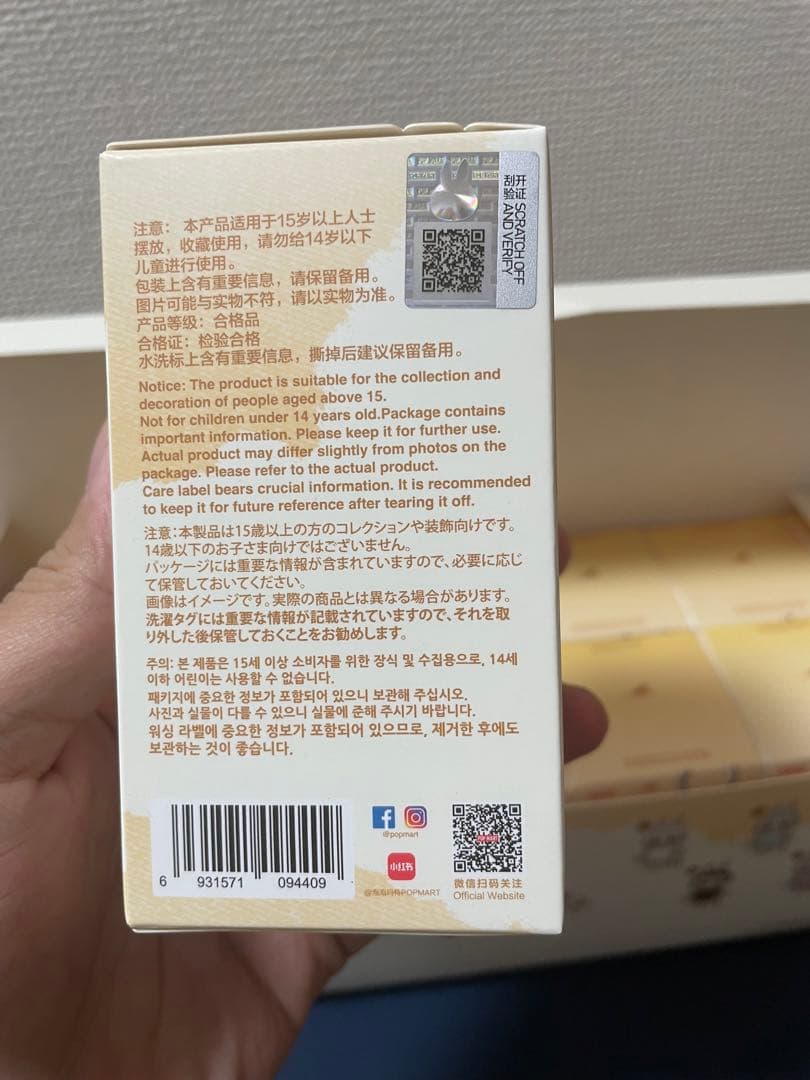 注意： 本产品适用于15岁以上人士
摆放，收藏使用，请勿给14岁以下
儿童进行使用。
包装上含有重要信息，请保留备用。
图片可能与实物不符，请以实物为准。
产品等级：合格品
合格证：检验合格
水洗标上含有重要信息，撕掉后建议保留备用。
Notice: The product is suitable for the collection and
decoration of people aged above 15.
Not for children under 14 years old.Package contains
important information. Please keep it for further use.
Actual product may differ slightly from photos on the
package. Please refer to the actual product.
Care label bears crucial information. It is recommended
to keep it for future reference after tearing it off.
注意：本製品は15歳以上の方のコレクションや装飾向けです。
14歳以下のお子さま向けではございません。
パッケージには重要な情報が含まれていますので、必要に応じ
て保管しておいてください。
画像はイメージです。実際の商品とは異なる場合があります。
洗濯タグには重要な情報が記載されていますので、それを取
り外した後保管しておくことをお勧めします。
주의: 본 제품은 15세 이상 소비자를 위한 장식 및 수집용으로, 14세
이하 어린이는 사용할 수 없습니다.
패키지에 중요한 정보가 포함되어 있으니 보관해 주십시오.
사진과 실물이 다를 수 있으니 실물에 준해 주시기 바랍니다.
워싱 라벨에 중요한 정보가 포함되어 있으므로, 제거한 후에도
보관하는 것이 좋습니다.
刮开
验证
SCRATCH OFF
AND VERIFY
6 931571 094409
@popmart
小红书
POPMART
POP MART
微信扫码关注
Official Website